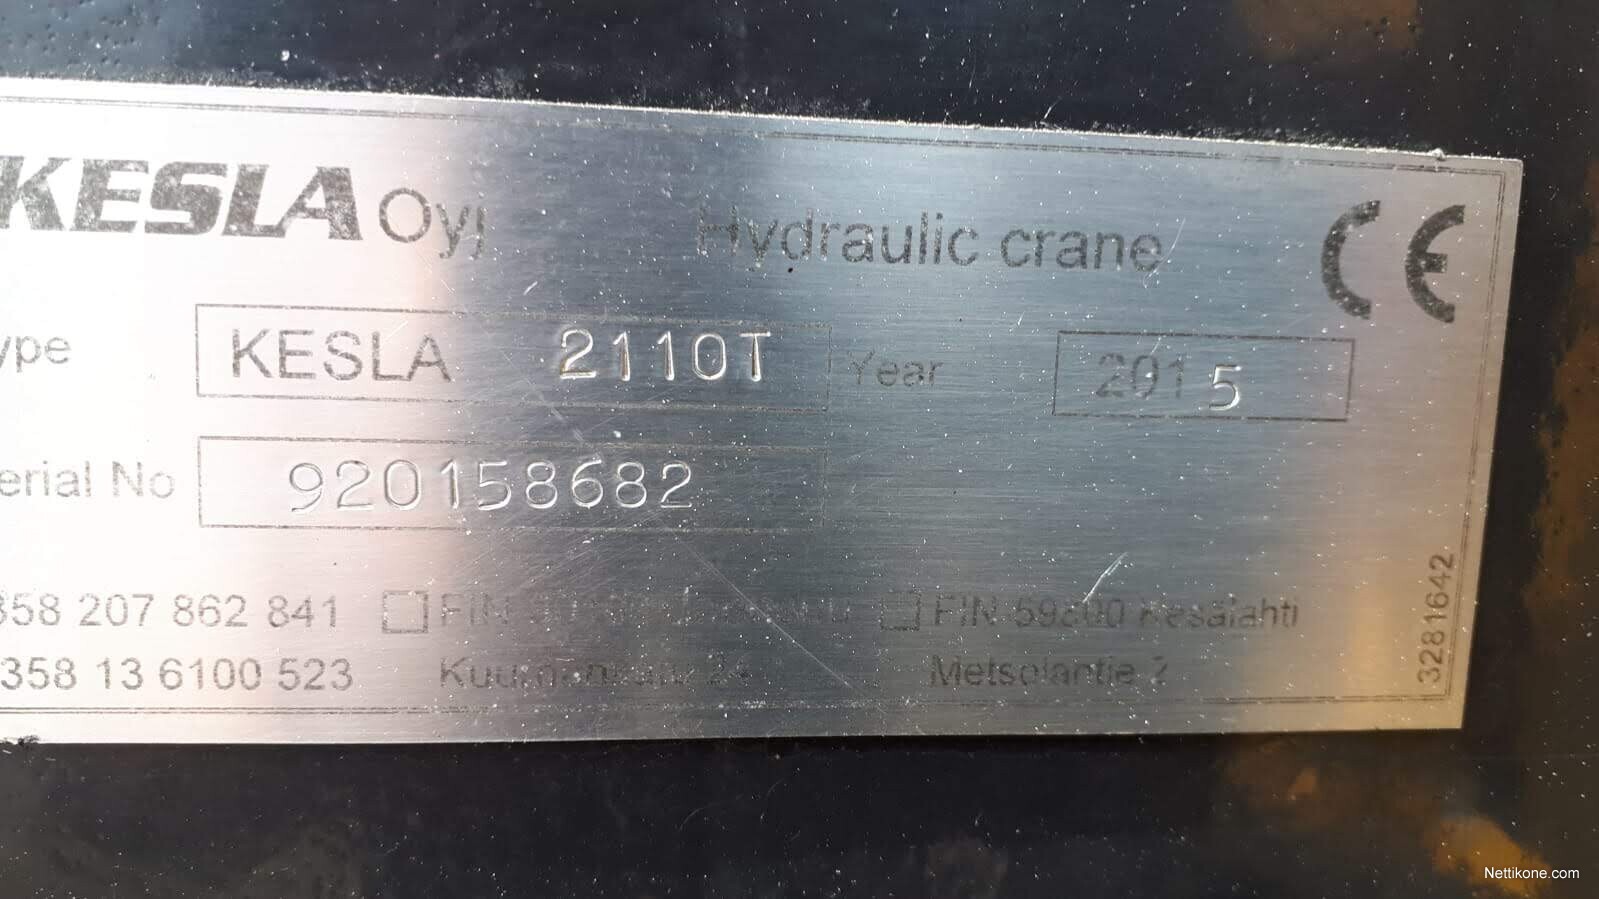 KESLA Oyj Hydraulic crane CE
ype KESLA 2110T Year 2015
erial No 920158682
358 207 862 841 FIN FIN-59800 Kesälahti
358 13 6100 523 Metsolantie 2
3281642
Nettikone.com